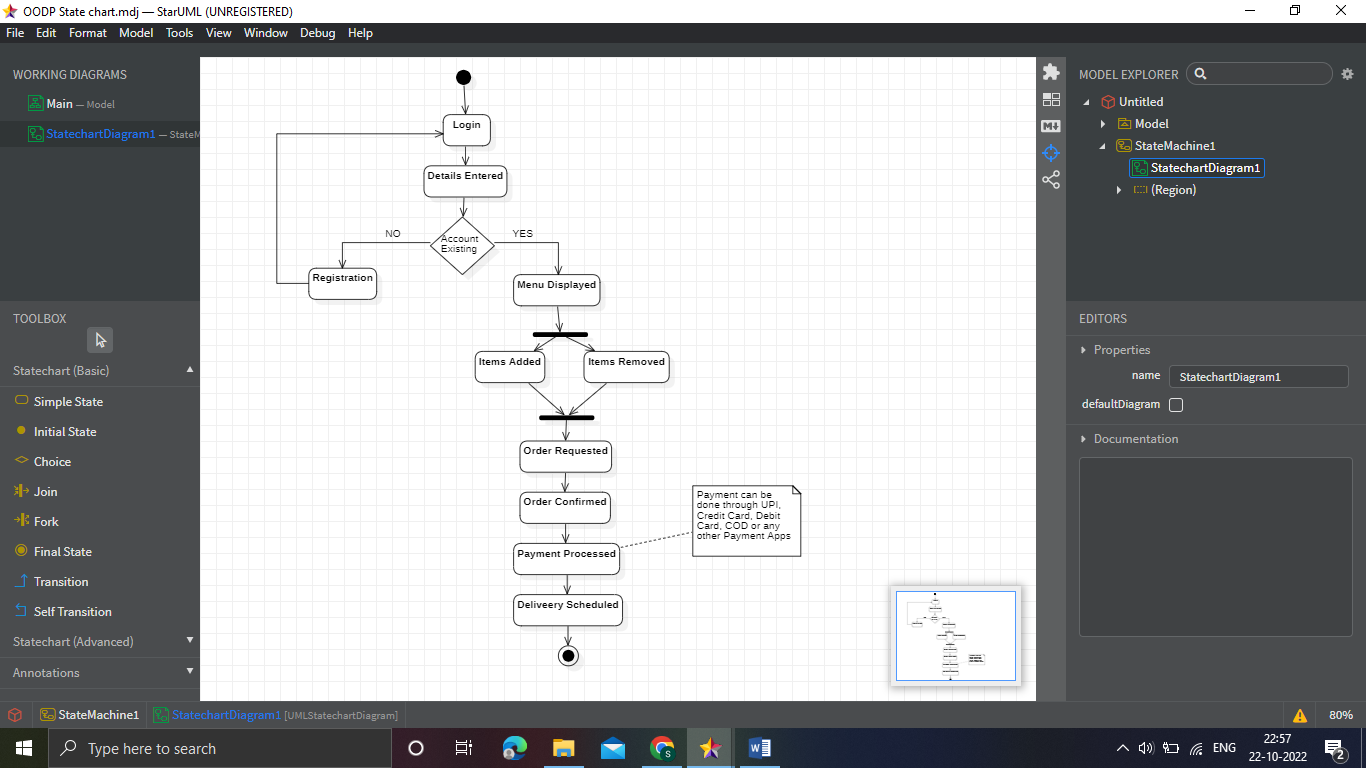 OODP State chart.mdj — StarUML (UNREGISTERED)
File Edit Format Model Tools View Window Debug Help
WORKING DIAGRAMS
Main — Model
StatechartDiagram1 — StateM
TOOLBOX
Statechart (Basic)
Simple State
Initial State
Choice
Join
Fork
Final State
Transition
Self Transition
Statechart (Advanced)
Annotations
Login
Details Entered
Account
Existing
NO
YES
Registration
Menu Displayed
Items Added
Items Removed
Order Requested
Order Confirmed
Payment Processed
Payment can be
done through UPI,
Credit Card, Debit
Card, COD or any
other Payment Apps
Deliveery Scheduled
MODEL EXPLORER
Untitled
Model
StateMachine1
StatechartDiagram1
(Region)
EDITORS
Properties
name StatechartDiagram1
defaultDiagram
Documentation
StateMachine1 StatechartDiagram1 [UMLStatechartDiagram]
80%
Type here to search
ENG
22:57
22-10-2022
2